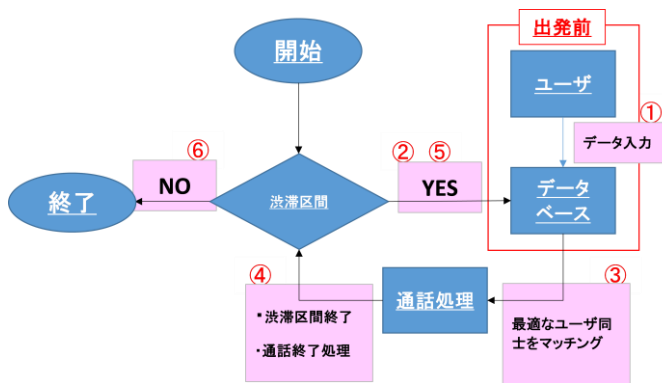 出発前
開始
ユーザ
①
データ入力
⑥
② ⑤
NO
YES
終了
渋滞区間
データ
ベース
④
③
通話処理
・渋滞区間終了
・通話終了処理
最適なユーザ同
士をマッチング